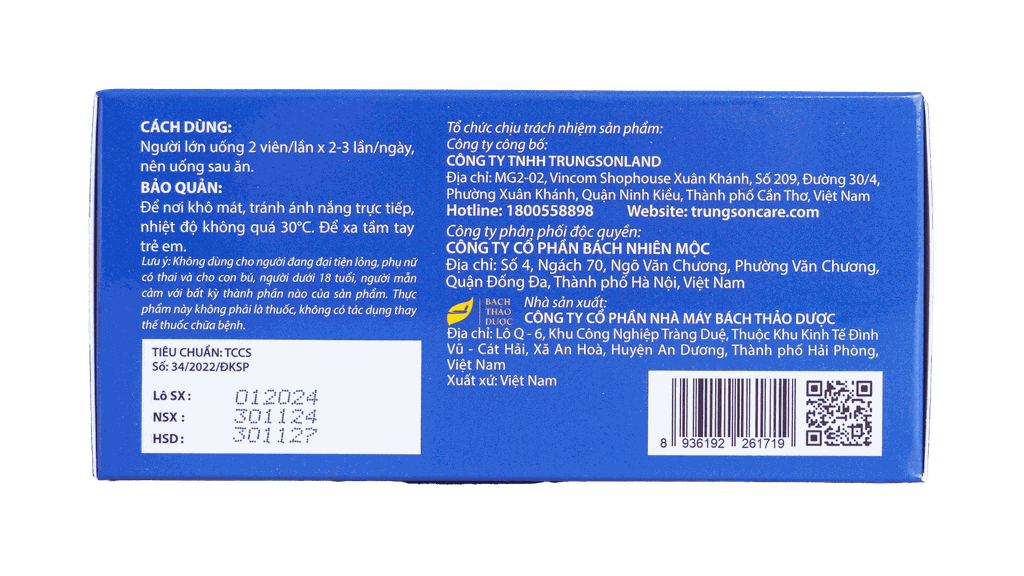 CÁCH DÙNG:
Người lớn uống 2 viên/lần x 2-3 lần/ngày,
nên uống sau ăn.
BẢO QUẢN:
Để nơi khô mát, tránh ánh nắng trực tiếp,
nhiệt độ không quá 30°C. Để xa tầm tay
trẻ em.
Lưu ý: Không dùng cho người đang đại tiện lỏng, phụ nữ
có thai và cho con bú, người dưới 18 tuổi, người mẫn
cảm với bất kỳ thành phần nào của sản phẩm. Thực
phẩm này không phải là thuốc, không có tác dụng thay
thế thuốc chữa bệnh.
TIÊU CHUẨN: TCCS
Số: 34/2022/ĐKSP
Lô SX: 012024
NSX: 301124
HSD: 301127
Tổ chức chịu trách nhiệm sản phẩm:
Công ty công bố:
CÔNG TY TNHH TRUNGSONLAND
Địa chỉ: MG2-02, Vincom Shophouse Xuân Khánh, Số 209, Đường 30/4,
Phường Xuân Khánh, Quận Ninh Kiều, Thành phố Cần Thơ, Việt Nam
Hotline: 1800558898 Website: trungsoncare.com
Công ty phân phối độc quyền:
CÔNG TY CỔ PHẦN BÁCH NHIÊN MỘC
Địa chỉ: Số 4, Ngách 70, Ngõ Văn Chương, Phường Văn Chương,
Quận Đống Đa, Thành phố Hà Nội, Việt Nam
BÁCH
THẢO
DƯỢC
Nhà sản xuất:
CÔNG TY CỔ PHẦN NHÀ MÁY BÁCH THẢO DƯỢC
Địa chỉ: Lô Q - 6, Khu Công Nghiệp Tràng Duệ, Thuộc Khu Kinh Tế Đình
Vũ - Cát Hải, Xã An Hoà, Huyện An Dương, Thành phố Hải Phòng,
Việt Nam
Xuất xứ: Việt Nam
8 936192 261719